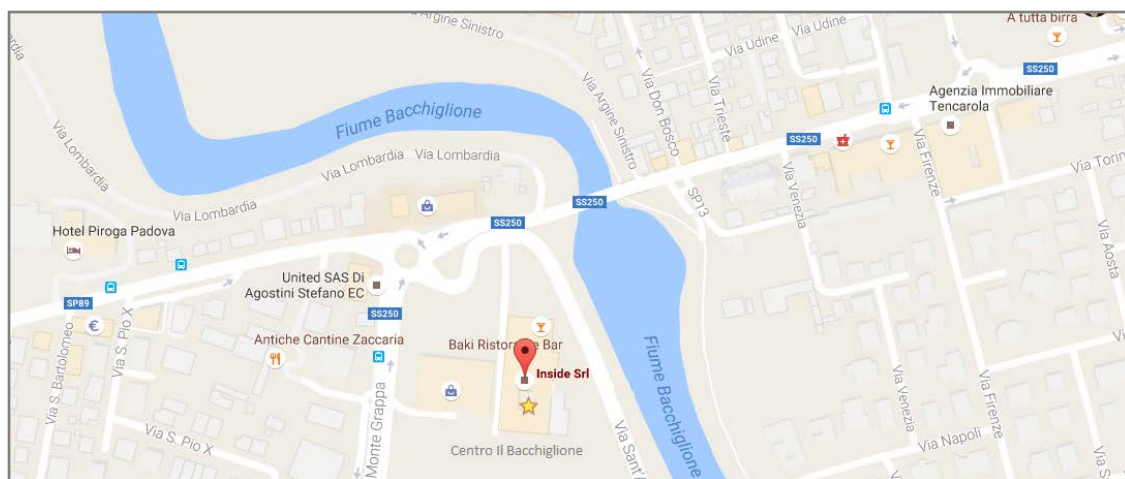 A tutta birra
Via Argine Sinistro
Via Udine
Via Udine
SS250
Via Lombardia
Fiume Bacchiglione
Via Argine Sinistro
Via Don Bosco
Via Trieste
Agenzia Immobiliare
Tencarola
SS250
Via Lombardia
Via Lombardia
Via Firenze
Via Torino
Via Lombardia
SP13
Via Venezia
SS250
SS250
Hotel Piroga Padova
Via Aosta
United SAS Di
Agostini Stefano EC
SP89
SS250
€
Antiche Cantine Zaccaria
Baki Ristorante Bar
Inside Srl
Via S. Bartolomeo
Via S. Pio X
Fiume Bacchiglione
Via Venezia
Via Firenze
Via S. Pio X
Monte Grappa
Centro Il Bacchiglione
Via Sant'A
Via Napoli